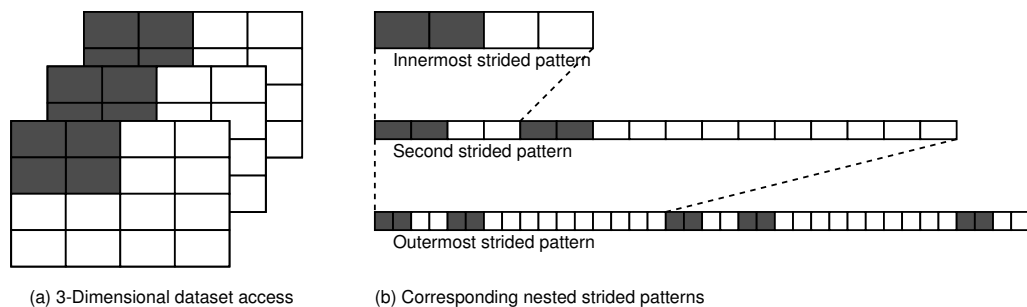 Innermost strided pattern
Second strided pattern
Outermost strided pattern
(a) 3-Dimensional dataset access
(b) Corresponding nested strided patterns